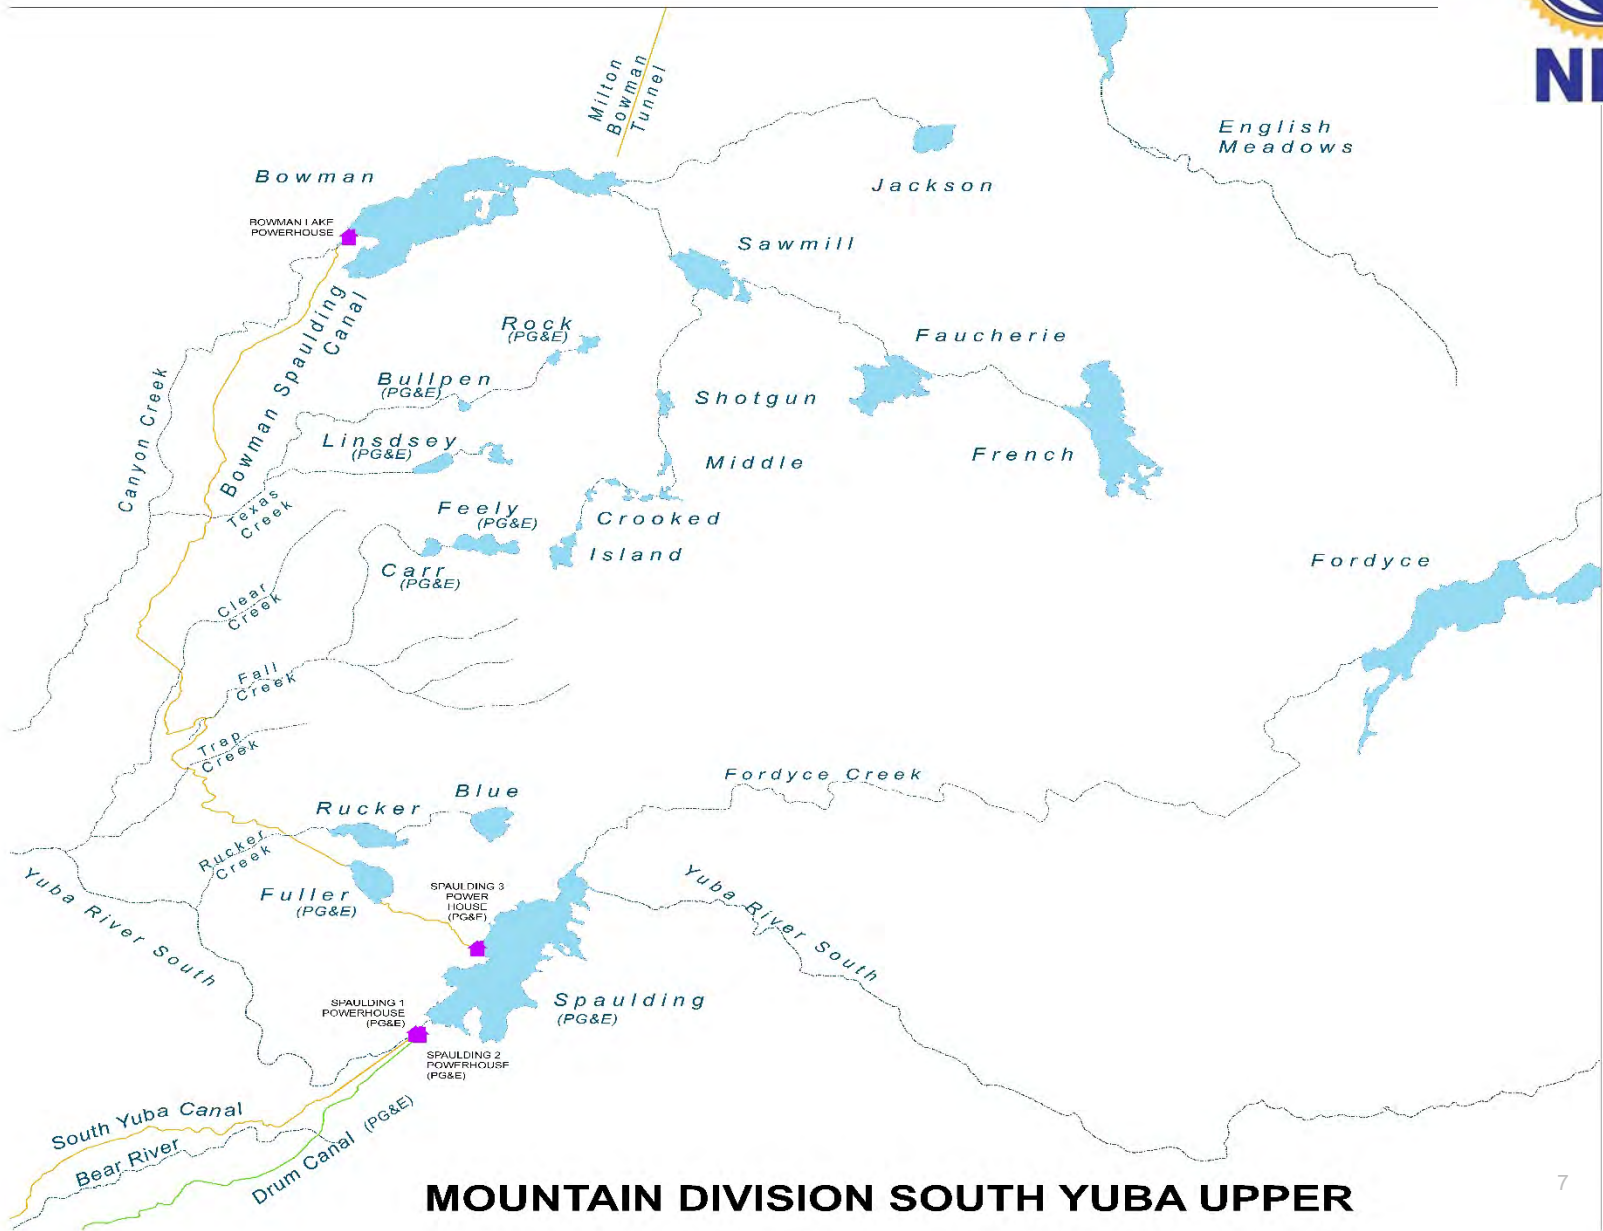 NI
Milton
Bowman
Tunnel
English
Meadows
Bowman
Jackson
BOWMAN LAKE
POWERHOUSE
Sawmill
Bowman Spaulding
Canal
Rock
(PG&E)
Faucherie
Bullpen
(PG&E)
Canyon Creek
Shotgun
Linsdsey
(PG&E)
Middle
French
Texas
Creek
Feely
(PG&E)
Crooked
Island
Carr
(PG&E)
Fordyce
Clear
Creek
Fall
Creek
Trap
Creek
Fordyce Creek
Blue
Rucker
Rucker
Creek
Yuba River South
Fuller
(PG&E)
SPAULDING 3
POWER
HOUSE
(PG&E)
Yuba River South
Spaulding
(PG&E)
SPAULDING 1
POWERHOUSE
(PG&E)
SPAULDING 2
POWERHOUSE
(PG&E)
South Yuba Canal
Bear River
Drum Canal (PG&E)
MOUNTAIN DIVISION SOUTH YUBA UPPER
7